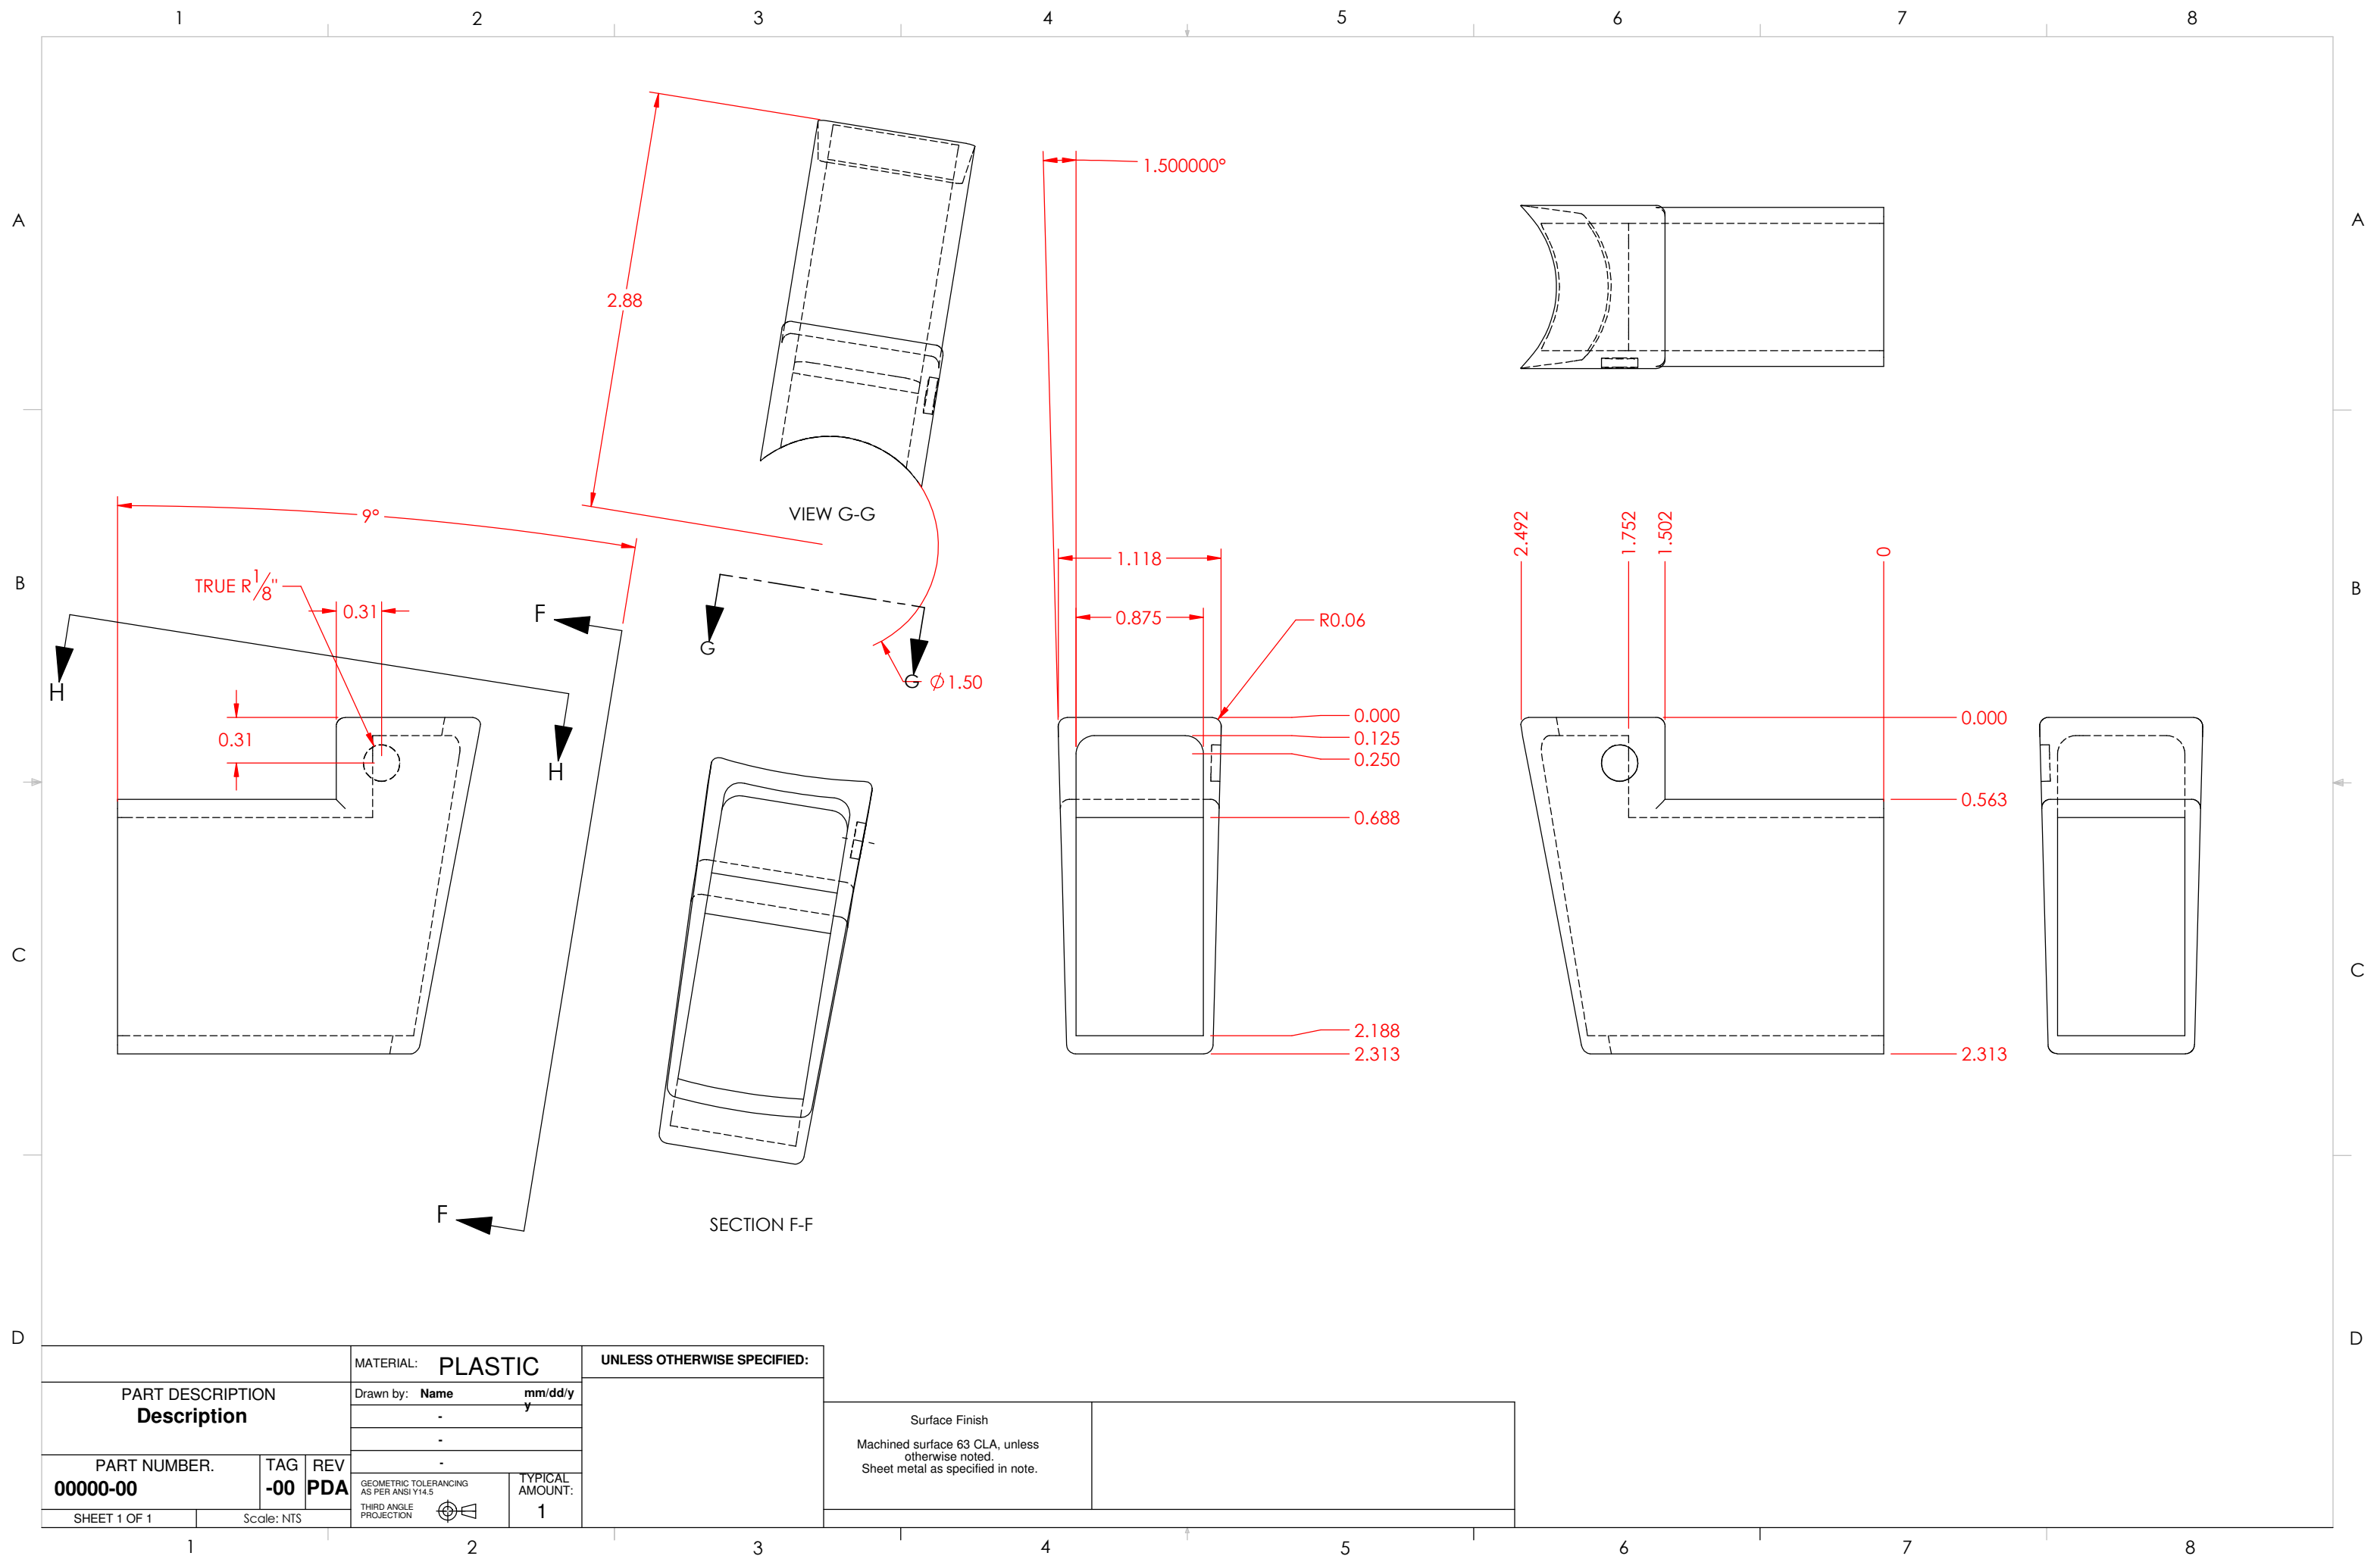 1 2 3 4 5 6 7 8
A A
1.500000°
2.88
VIEW G-G
9°
2.492
1.752
1.502
0
1.118
B B
TRUE R1/8"
0.31
F
0.875
R0.06
G
G
Ø1.50
H
0.31
H
0.000
0.125
0.250
0.688
0.000
0.563
C C
2.188
2.313
2.313
F
SECTION F-F
D D
MATERIAL: PLASTIC
UNLESS OTHERWISE SPECIFIED:
PART DESCRIPTION
Description
Drawn by: Name mm/dd/y
y
-
-
-
PART NUMBER.
00000-00
TAG
-00
REV
PDA
GEOMETRIC TOLERANCING
AS PER ANSI Y14.5
THIRD ANGLE
PROJECTION
TYPICAL
AMOUNT:
1
SHEET 1 OF 1
Scale: NTS
Surface Finish
Machined surface 63 CLA, unless
otherwise noted.
Sheet metal as specified in note.
1 2 3 4 5 6 7 8